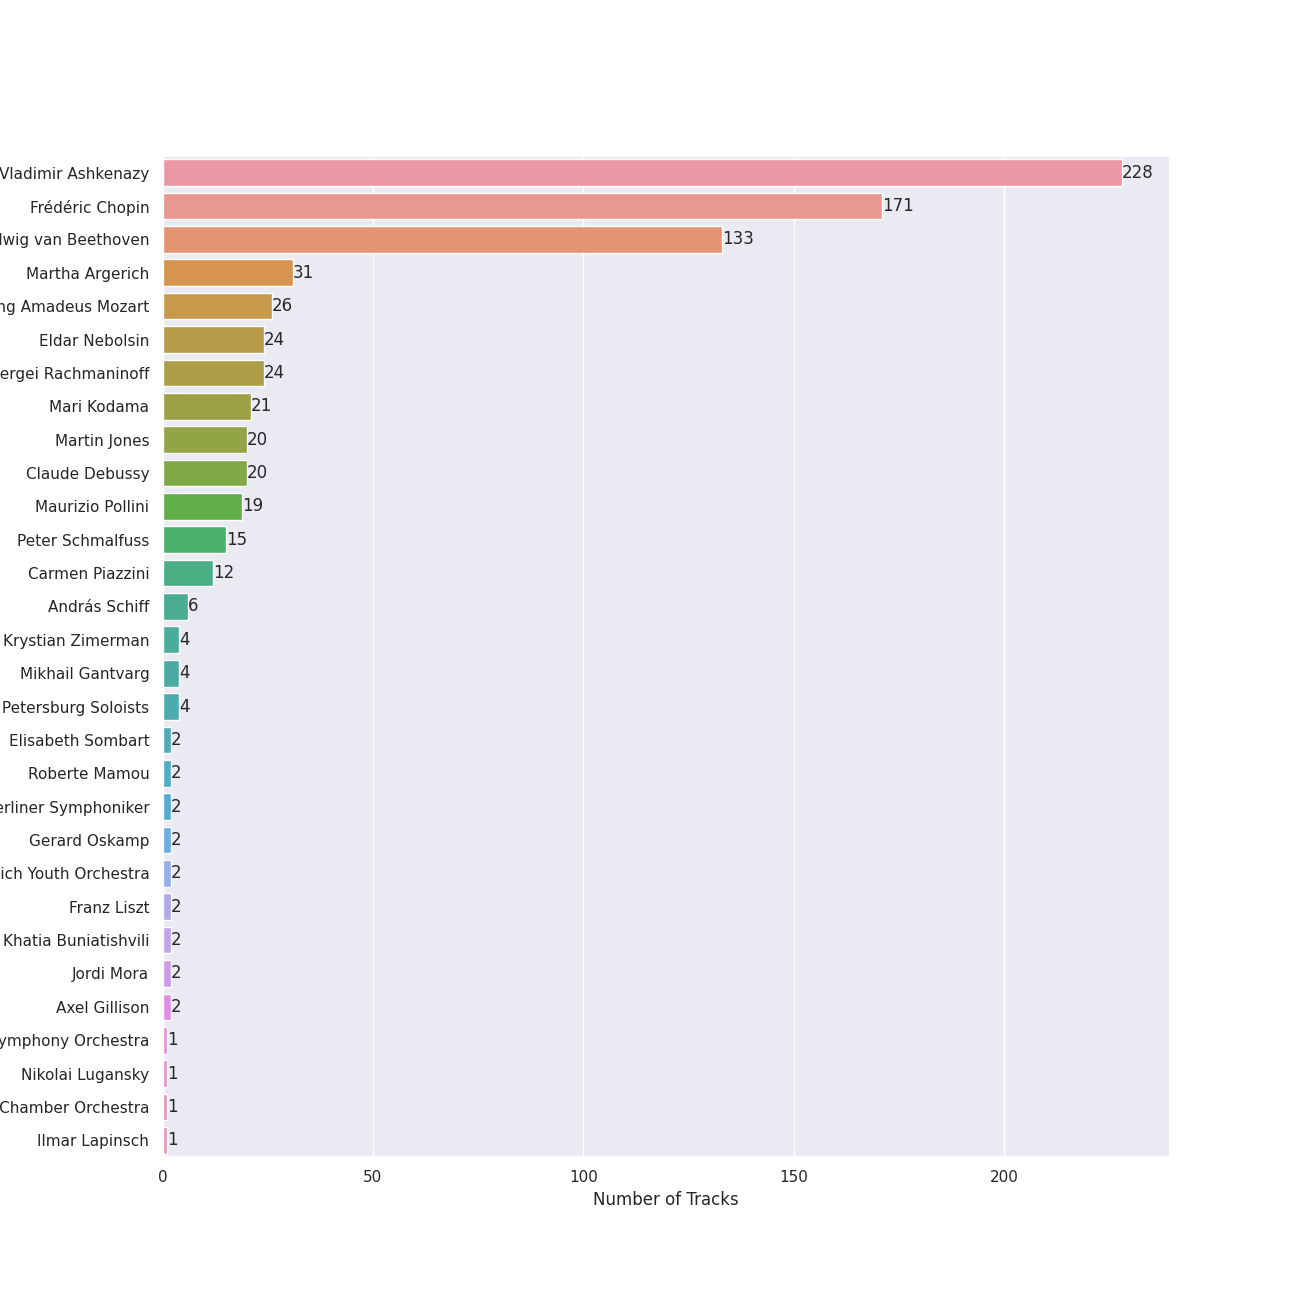 Vladimir Ashkenazy 228
Frédéric Chopin 171
dwig van Beethoven 133
Martha Argerich 31
ng Amadeus Mozart 26
Eldar Nebolsin 24
ergei Rachmaninoff 24
Mari Kodama 21
Martin Jones 20
Claude Debussy 20
Maurizio Pollini 19
Peter Schmalfuss 15
Carmen Piazzini 12
András Schiff 6
Krystian Zimerman 4
Mikhail Gantvarg 4
Petersburg Soloists 4
Elisabeth Sombart 2
Roberte Mamou 2
erliner Symphoniker 2
Gerard Oskamp 2
ich Youth Orchestra 2
Franz Liszt 2
Khatia Buniatishvili 2
Jordi Mora 2
Axel Gillison 2
ymphony Orchestra 1
Nikolai Lugansky 1
Chamber Orchestra 1
Ilmar Lapinsch 1
0 50 100 150 200
Number of Tracks